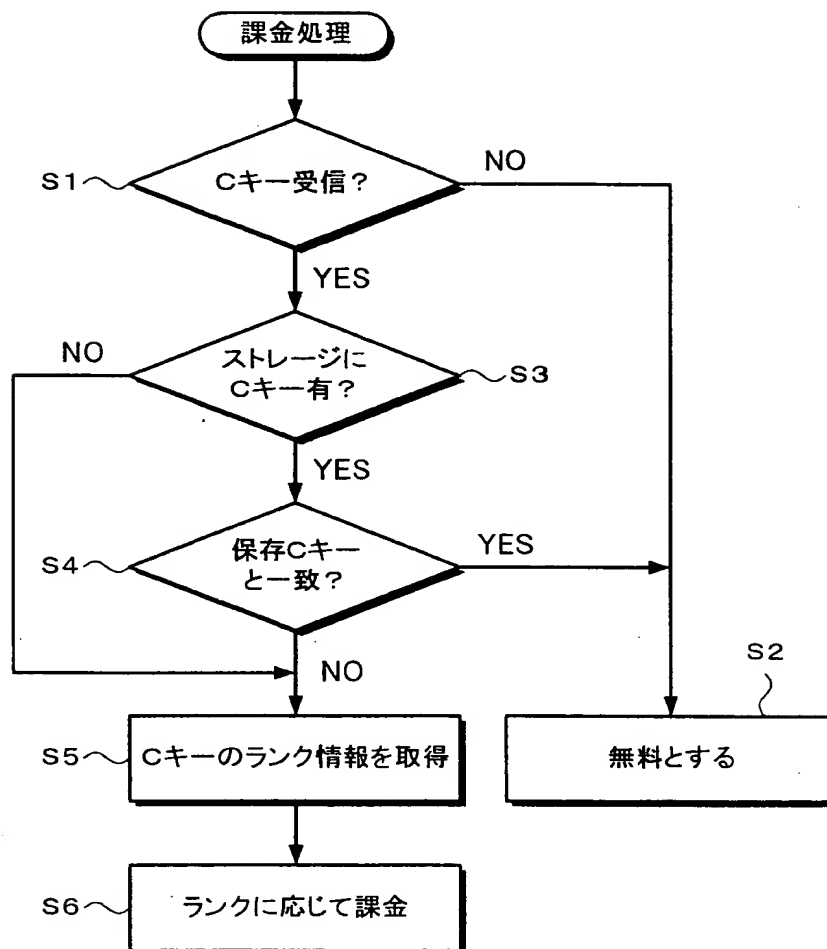 課金処理
S1
Cキー受信?
NO
YES
NO
ストレージに
Cキー有?
S3
YES
S4
保存Cキー
と一致?
YES
NO
S2
S5
Cキーのランク情報を取得
無料とする
S6
ランクに応じて課金